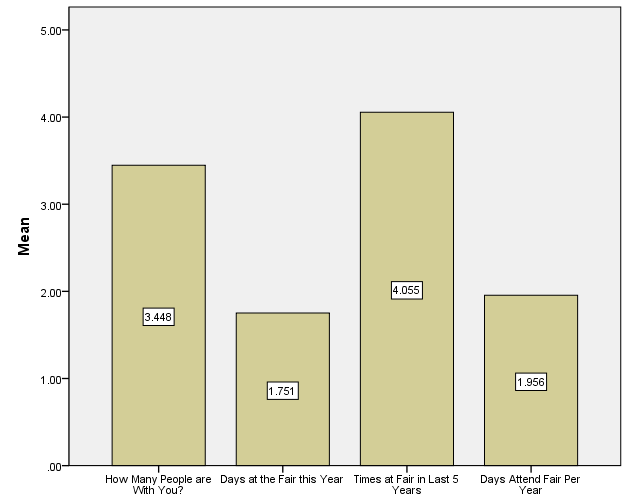 5.00
4.00
3.00
2.00
1.00
.00
Mean
3.448
1.751
4.055
1.956
How Many People are
With You?
Days at the Fair this Year
Times at Fair in Last 5
Years
Days Attend Fair Per
Year